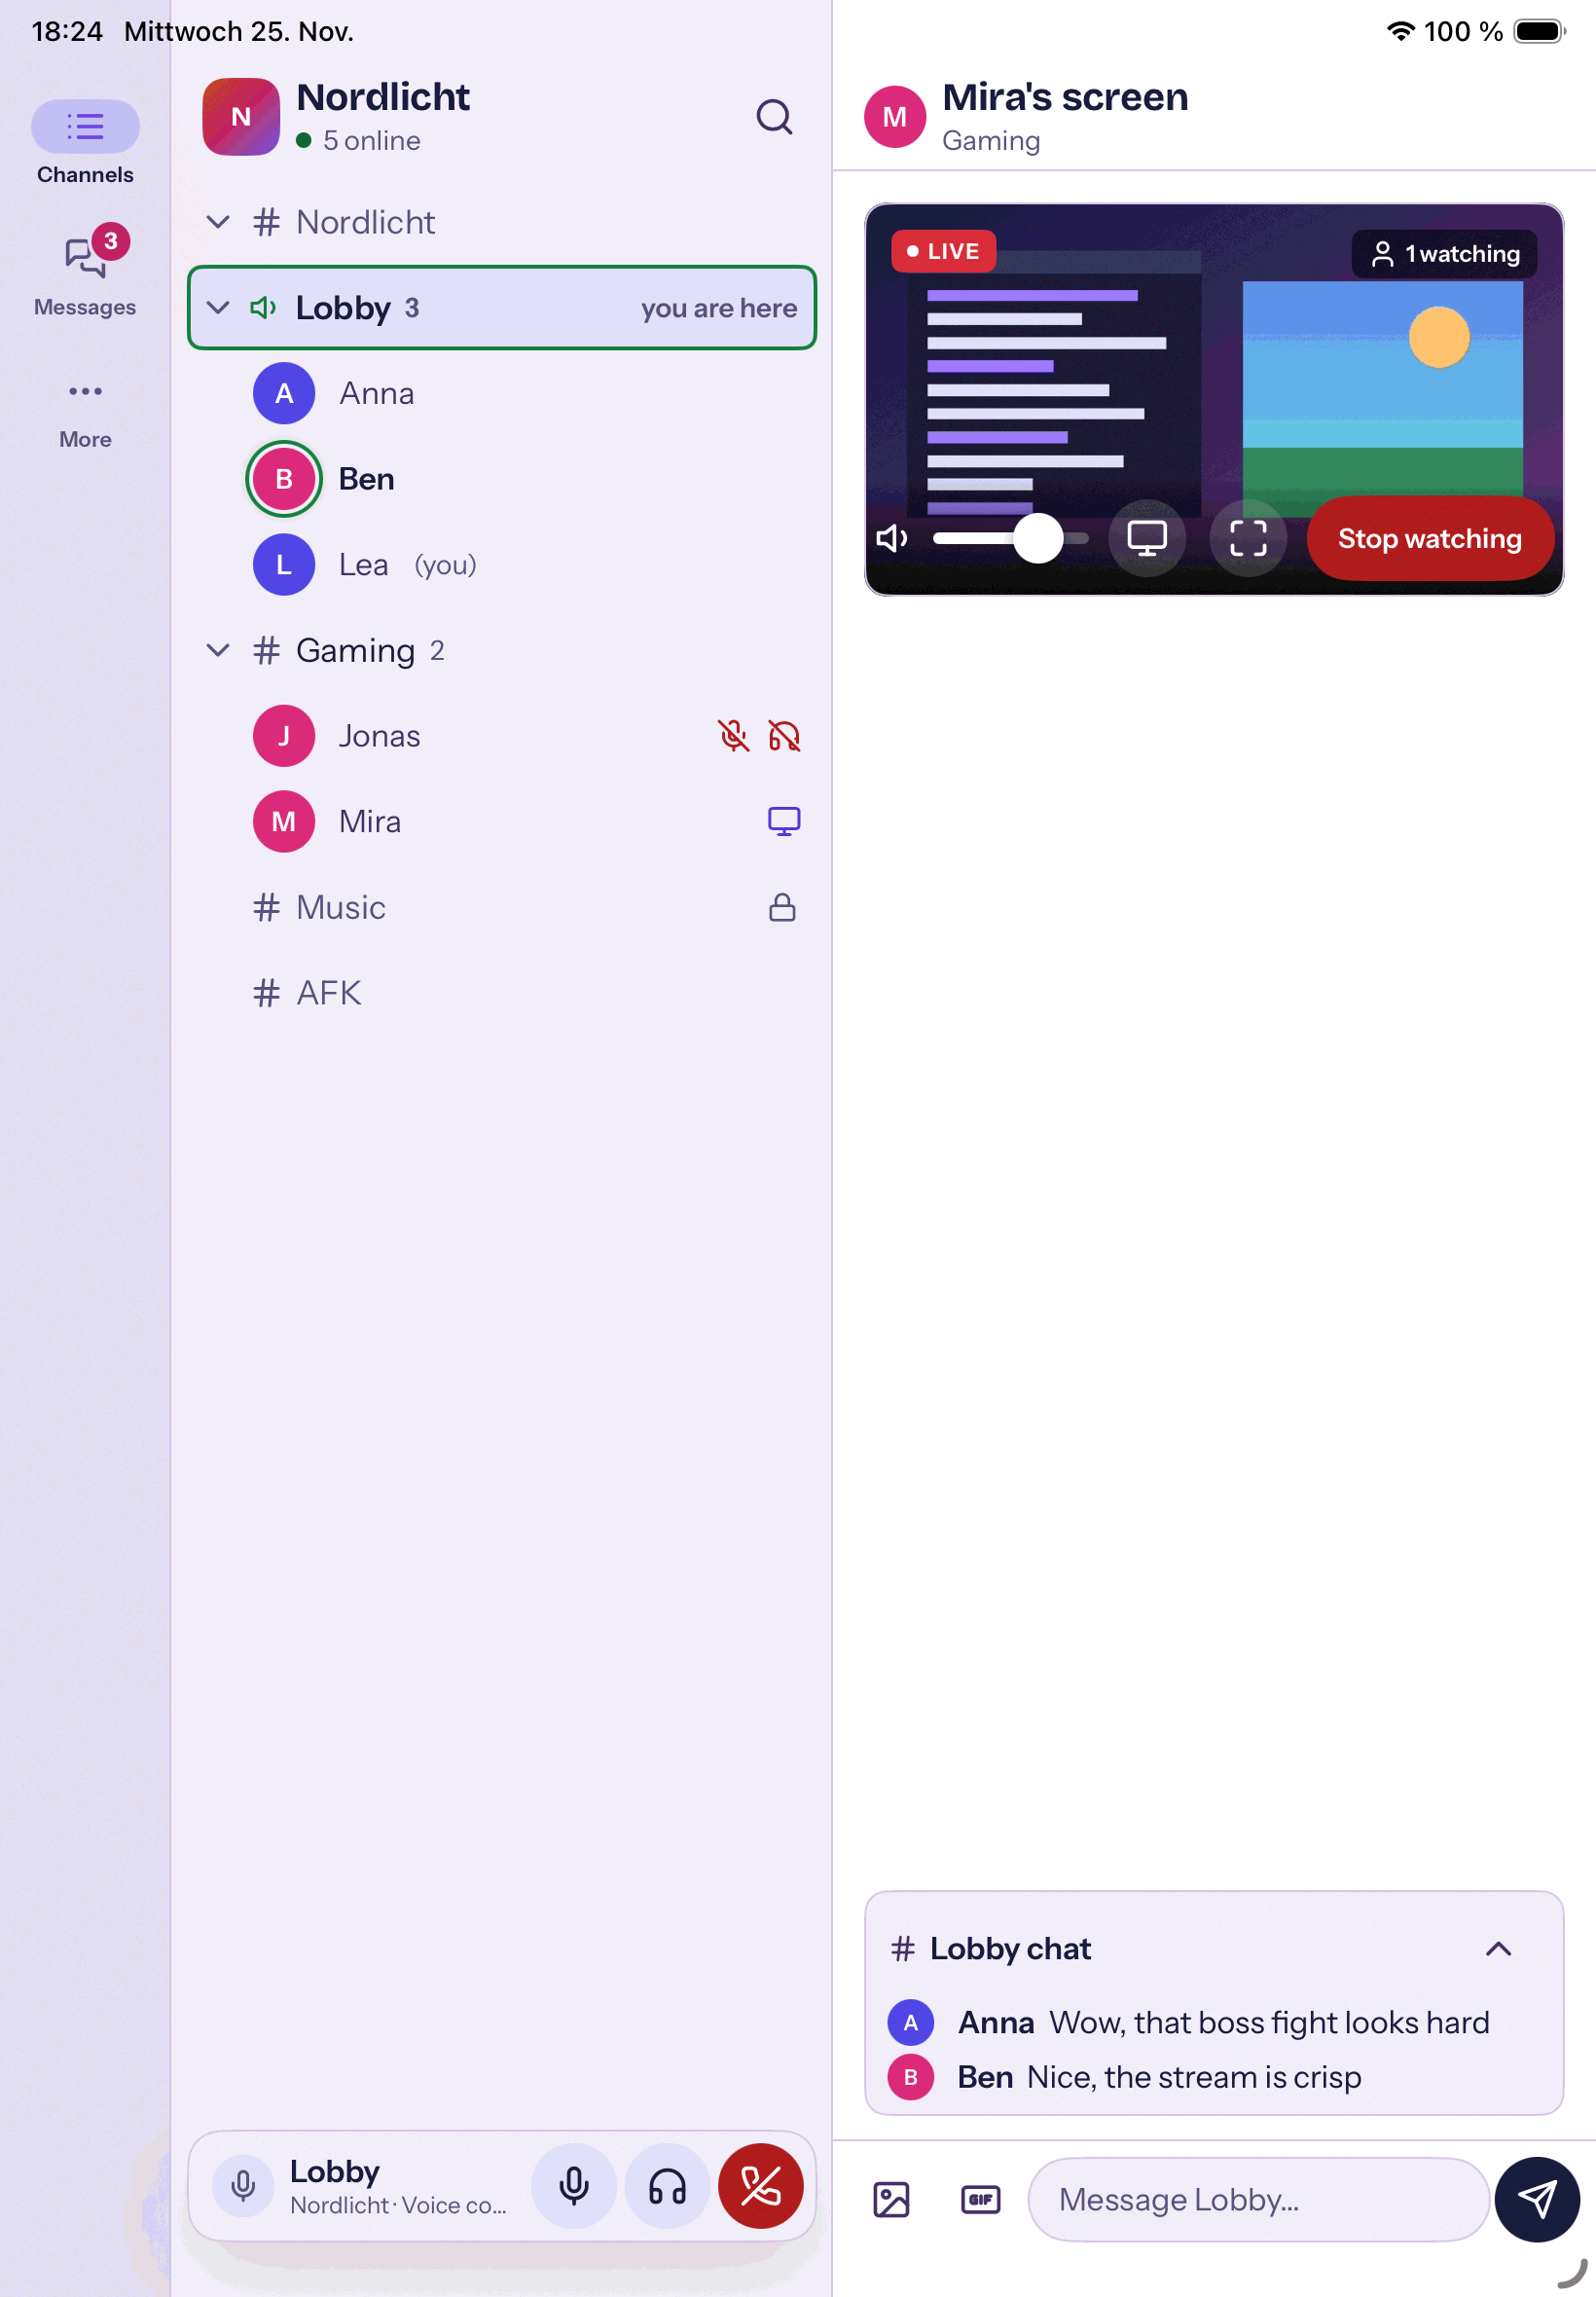 18:24 Mittwoch 25. Nov.
100 %
Channels
3
Messages
More
N
Nordlicht
5 online
# Nordlicht
Lobby 3 you are here
A Anna
B Ben
L Lea (you)
# Gaming 2
J Jonas
M Mira
# Music
# AFK
Lobby
Nordlicht · Voice co...
M
Mira's screen
Gaming
LIVE
1 watching
Stop watching
# Lobby chat
A Anna Wow, that boss fight looks hard
B Ben Nice, the stream is crisp
GIF
Message Lobby...